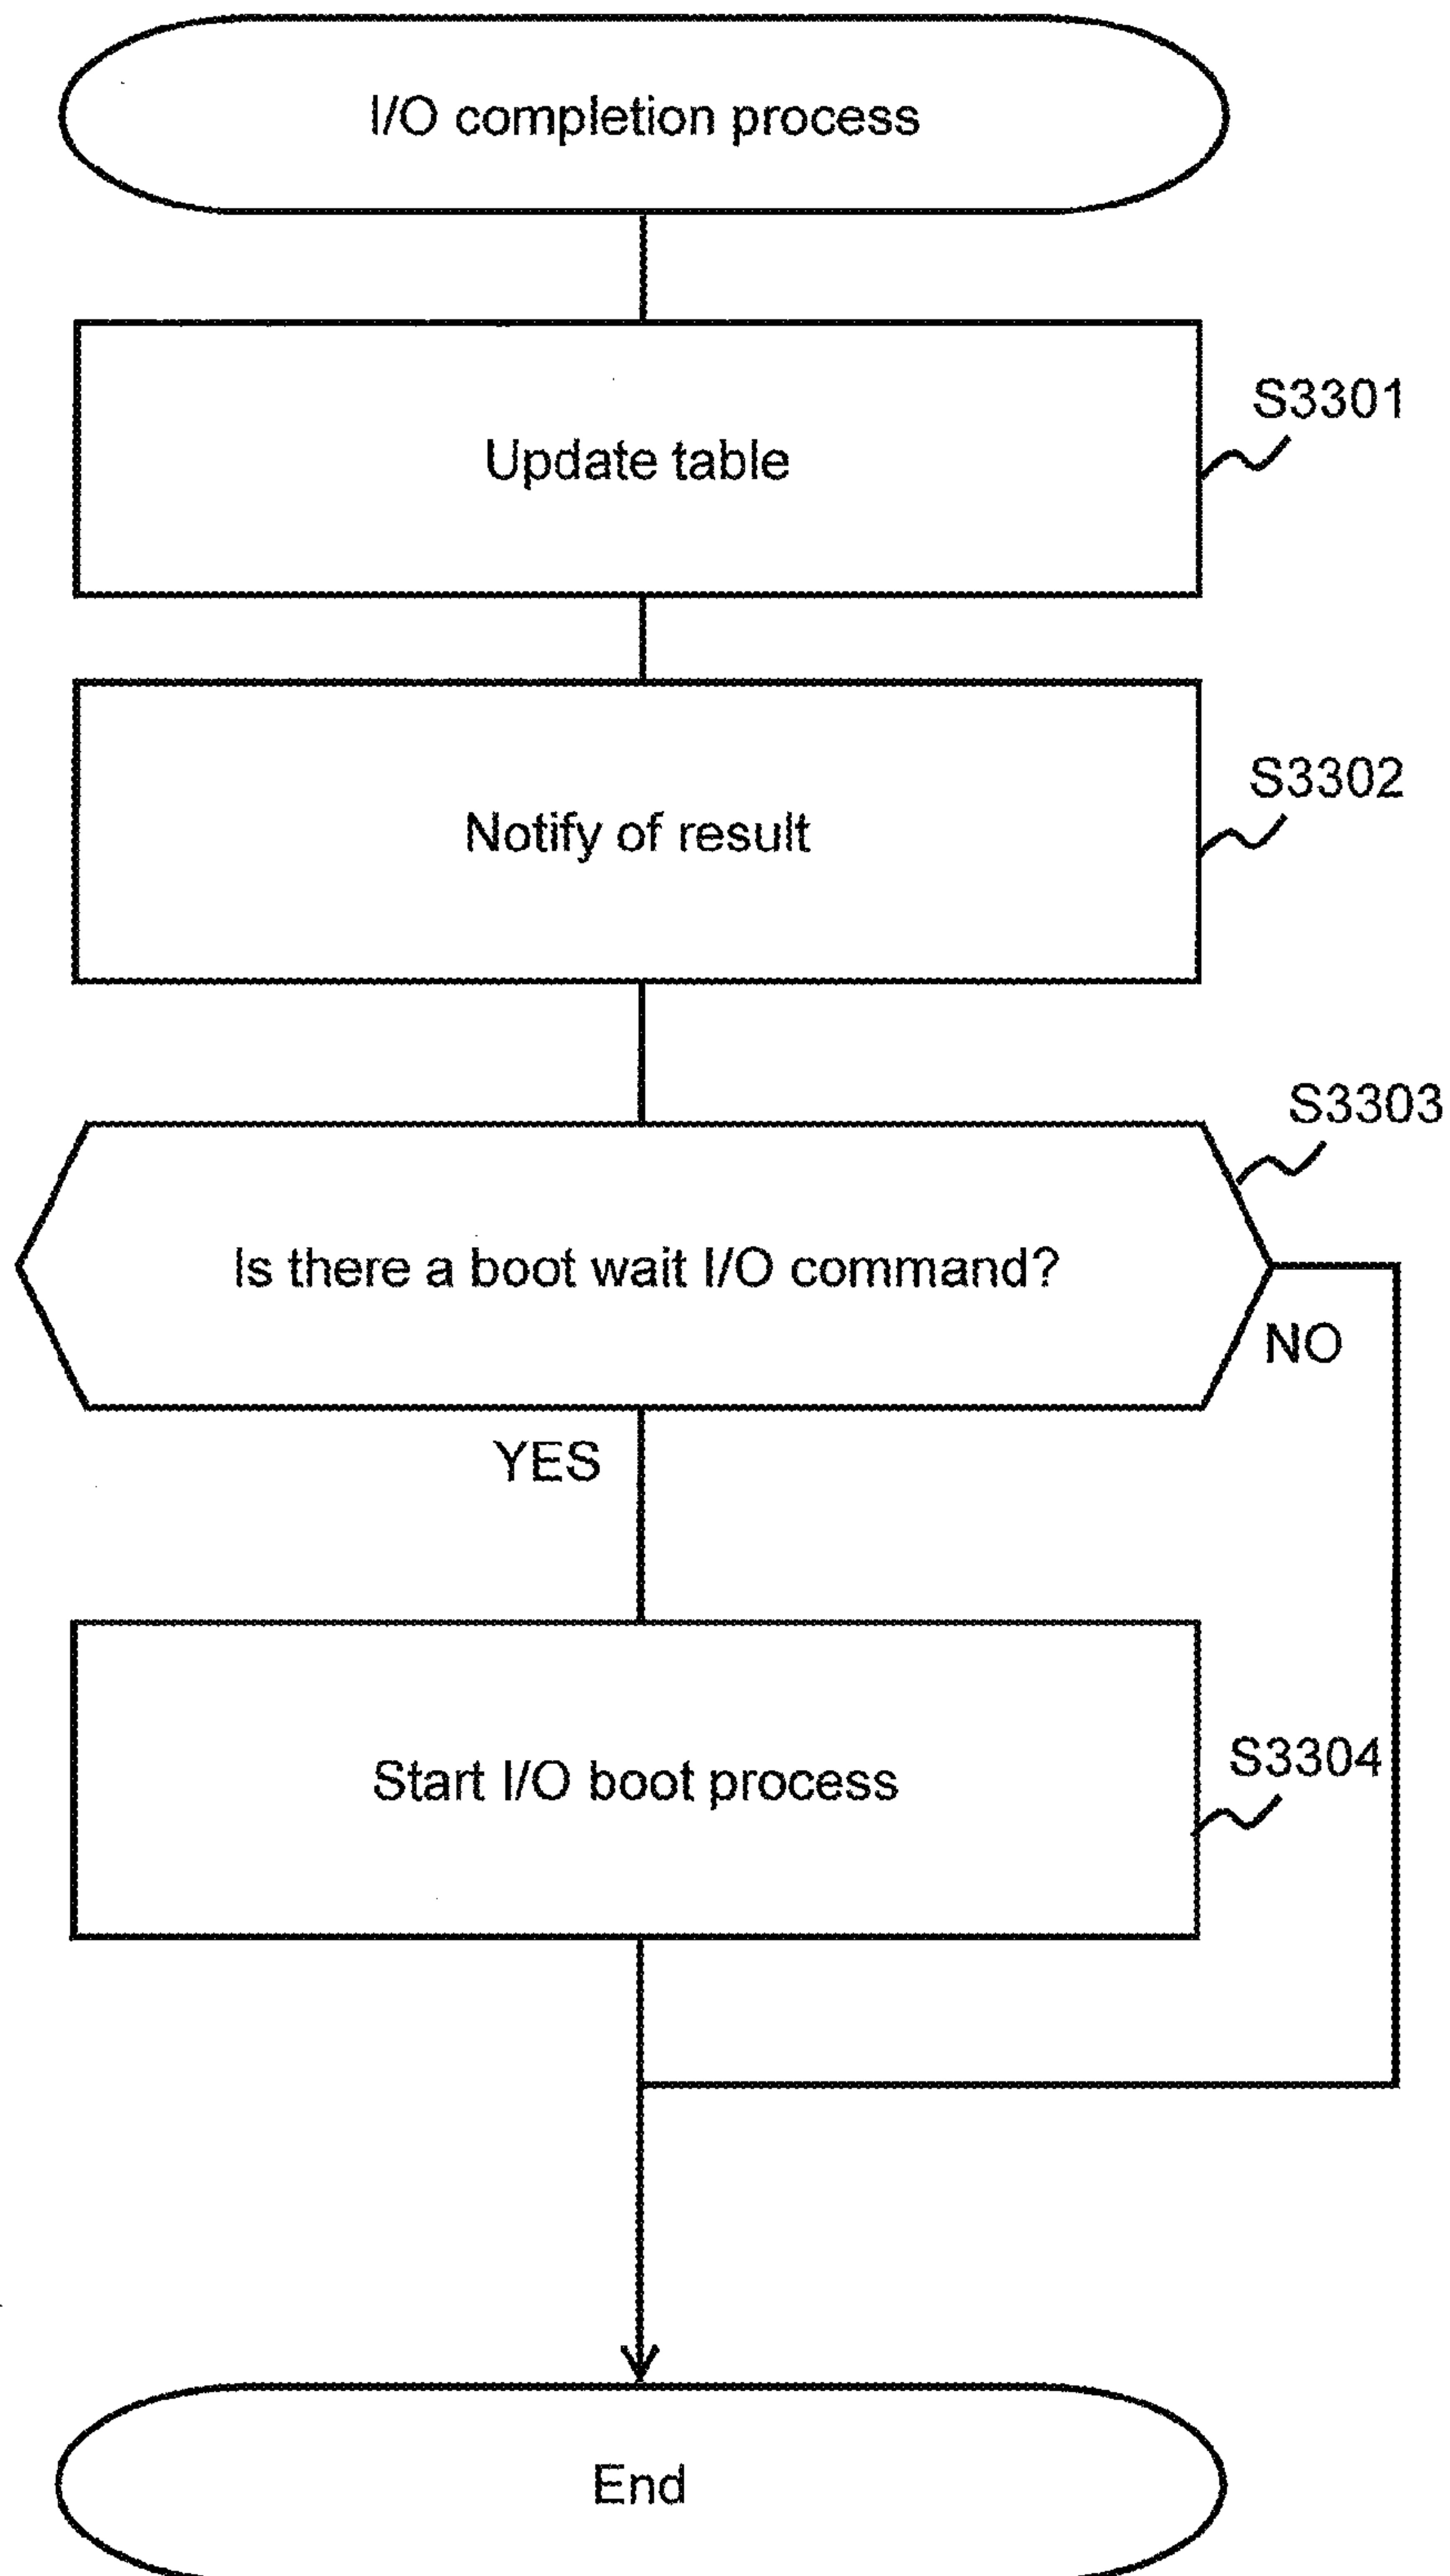 I/O completion process
S3301
Update table
S3302
Notify of result
S3303
Is there a boot wait I/O command?
NO
YES
S3304
Start I/O boot process
End